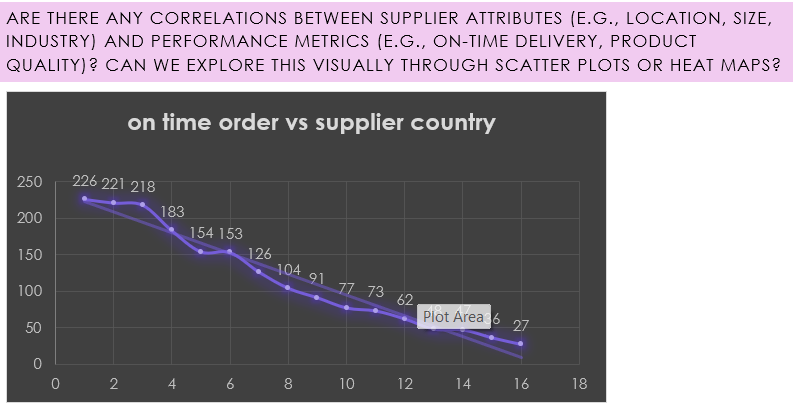 ARE THERE ANY CORRELATIONS BETWEEN SUPPLIER ATTRIBUTES (E.G., LOCATION, SIZE,
INDUSTRY) AND PERFORMANCE METRICS (E.G., ON-TIME DELIVERY, PRODUCT
QUALITY)? CAN WE EXPLORE THIS VISUALLY THROUGH SCATTER PLOTS OR HEAT MAPS?
on time order vs supplier country
250
226 221 218
200
183
154 153
150
126
104
100
91
77
73
62
Plot Area
27
50
0
0 2 4 6 8 10 12 14 16 18